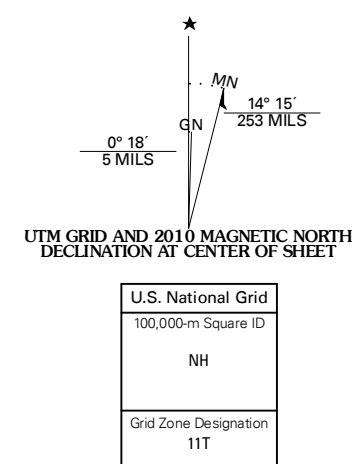 ★
MN
GN
14° 15´
253 MILS
0° 18´
5 MILS
UTM GRID AND 2010 MAGNETIC NORTH
DECLINATION AT CENTER OF SHEET
U.S. National Grid
100,000-m Square ID
NH
Grid Zone Designation
11T